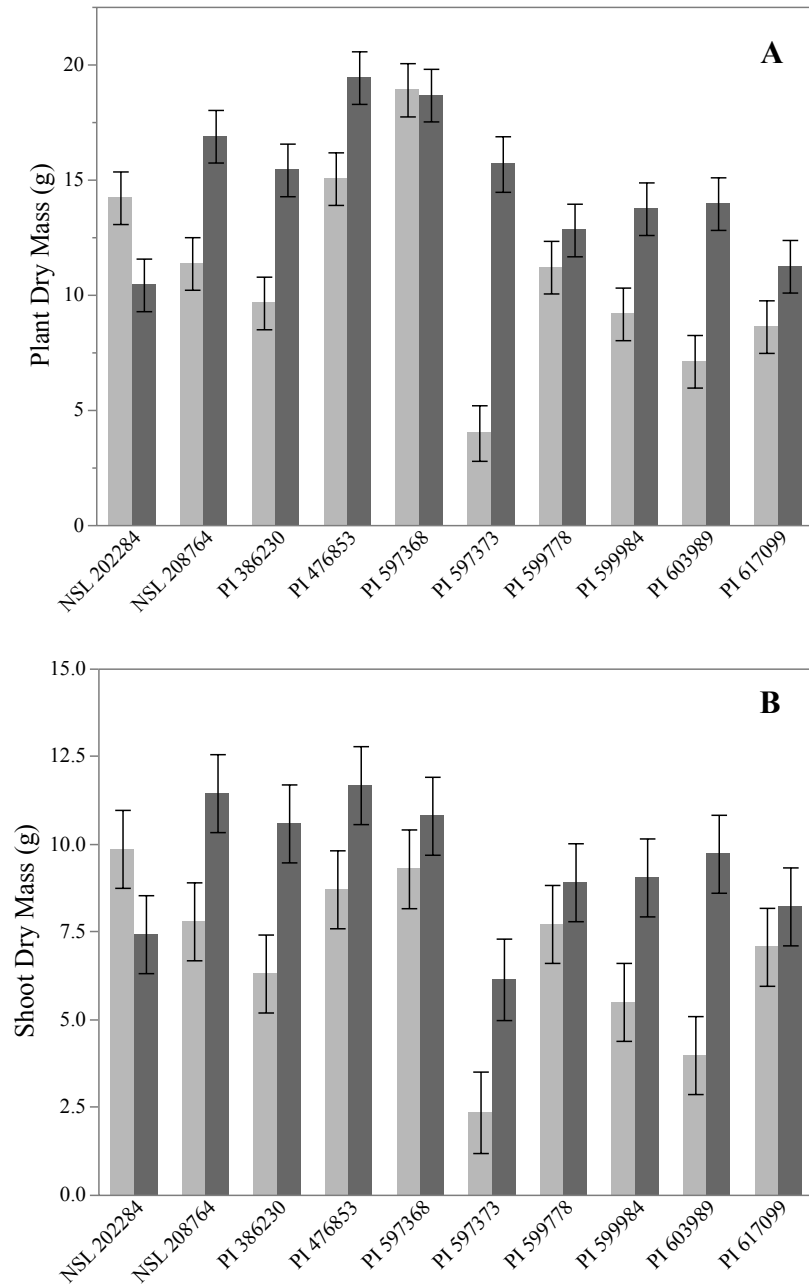 A
Plant Dry Mass (g)
20
15
10
5
0
NSL 202284
NSL 208764
PI 386230
PI 476853
PI 597368
PI 597373
PI 599778
PI 599984
PI 603989
PI 617099
B
Shoot Dry Mass (g)
15.0
12.5
10.0
7.5
5.0
2.5
0.0
NSL 202284
NSL 208764
PI 386230
PI 476853
PI 597368
PI 597373
PI 599778
PI 599984
PI 603989
PI 617099